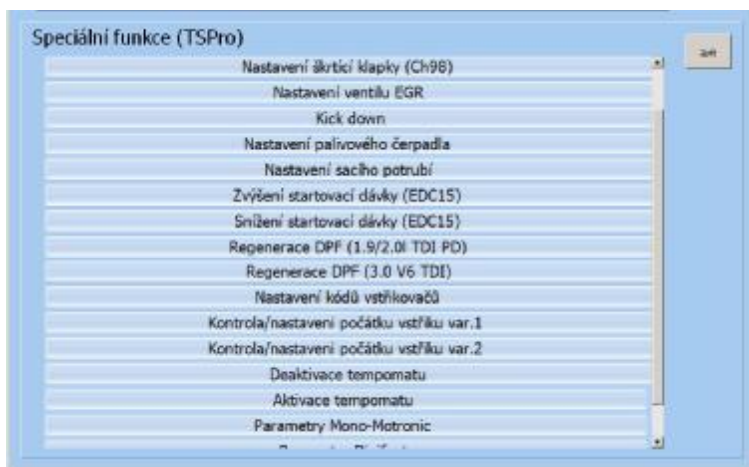 Speciální funkce (TSPro)
Nastavení škrtící klapky (Ch98)
Nastavení ventilu EGR
Kick down
Nastavení palivového čerpadla
Nastavení sacího potrubí
Zvýšení startovací dávky (EDC15)
Snížení startovací dávky (EDC15)
Regenerace DPF (1.9/2.0l TDI PD)
Regenerace DPF (3.0 V6 TDI)
Nastavení kódů vstřikovačů
Kontrola/nastavení počátku vstřiku var.1
Kontrola/nastavení počátku vstřiku var.2
Deaktivace tempomatu
Aktivace tempomatu
Parametry Mono-Motronic